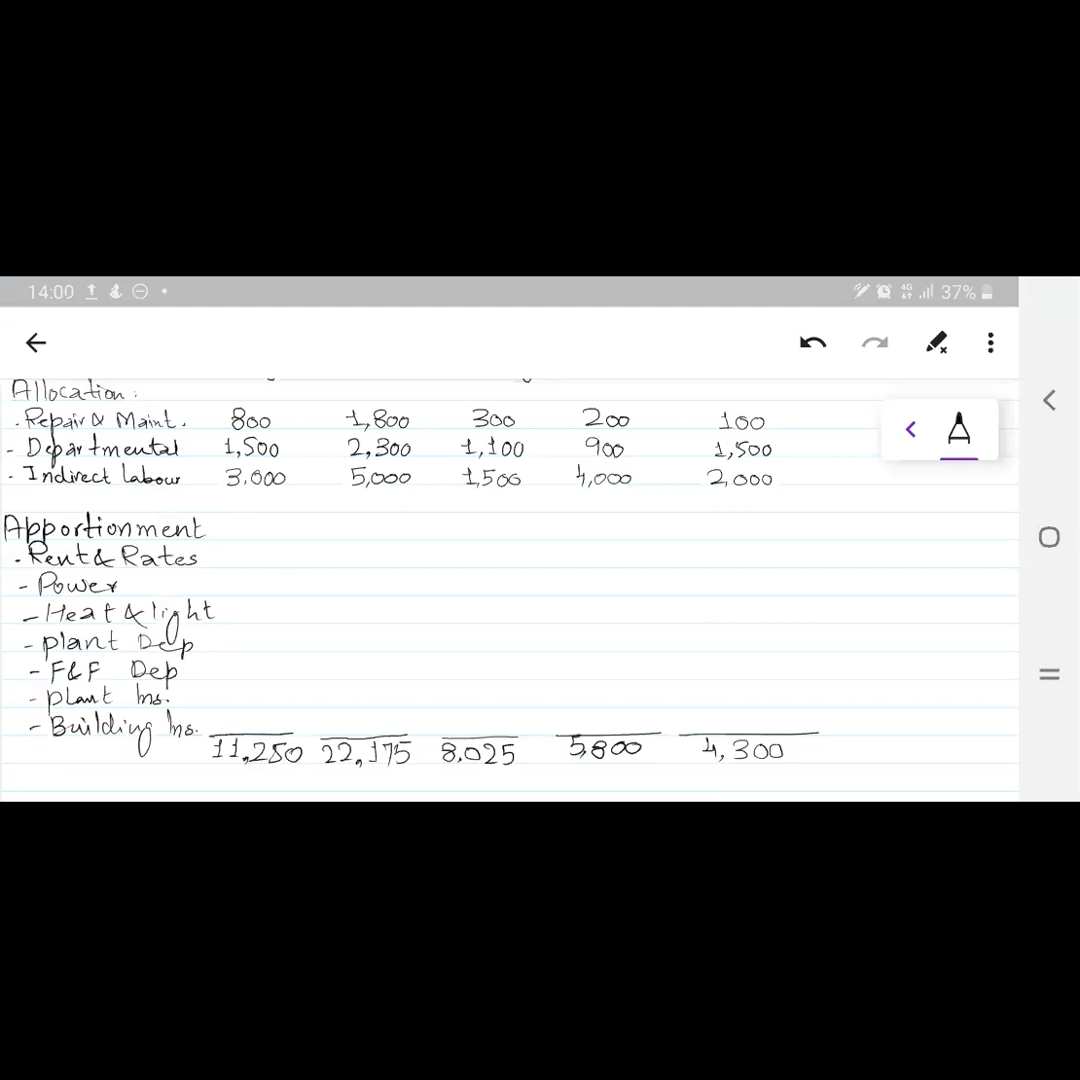 14:00
4G 37%
Allocation:
- Repair & Maint. 800 1,800 300 200 100
- Departmental 1,500 2,300 1,100 900 1,500
- Indirect labour 3,000 5,000 1,500 4,000 2,000
Apportionment
- Rent & Rates
- Power
- Heat & light
- Plant Dep
- F&F Dep
- Plant Ins.
- Building Ins.
11,250 22,175 8,025 5,800 4,300